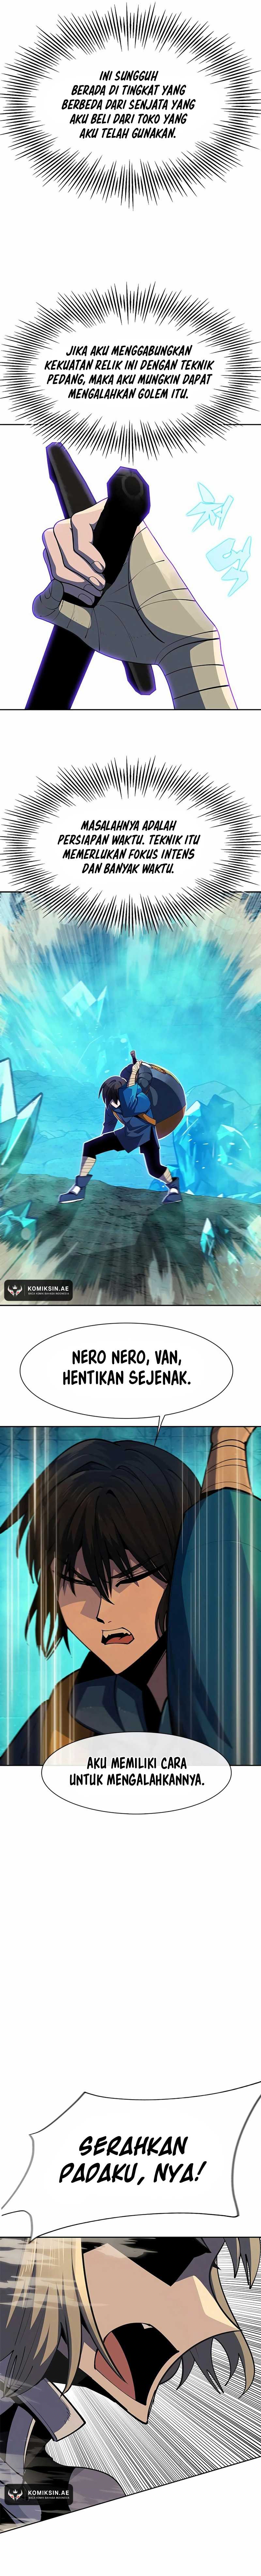 INI SUNGGUH
BERADA DI TINGKAT YANG
BERBEDA DARI SENJATA YANG
AKU BELI DARI TOKO YANG
AKU TELAH GUNAKAN.
JIKA AKU MENGGABUNGKAN
KEKUATAN RELIK INI DENGAN TEKNIK
PEDANG, MAKA AKU MUNGKIN DAPAT
MENGALAHKAN GOLEM ITU.
MASALAHNYA ADALAH
PERSIAPAN WAKTU. TEKNIK ITU
MEMERLUKAN FOKUS INTENS
DAN BANYAK WAKTU.
KOMIKSIN.AE
NERO NERO, VAN,
HENTIKAN SEJENAK.
AKU MEMILIKI CARA
UNTUK MENGALAHKANNYA.
SERAHKAN
PADAKU, NYA!
KOMIKSIN.AE